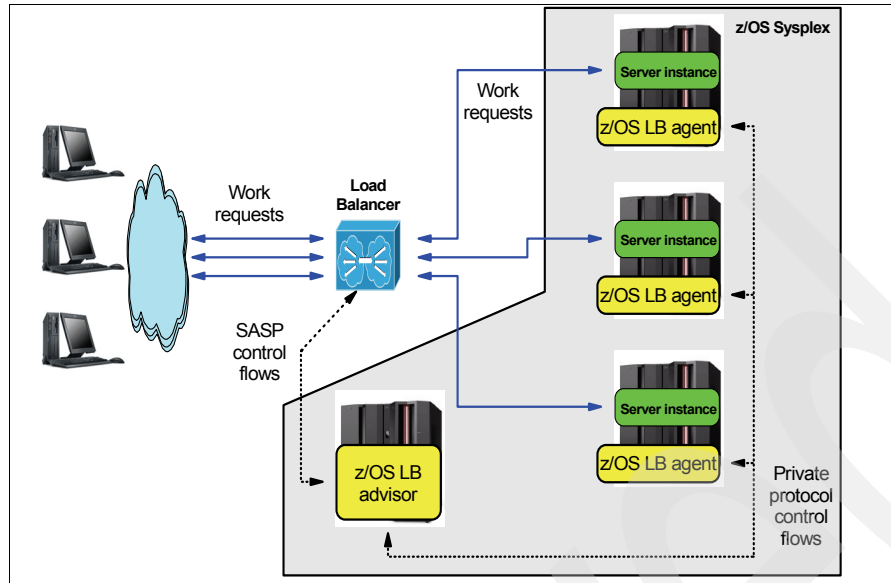 z/OS Sysplex
Server instance
z/OS LB agent
Work
requests
Load
Balancer
Work
requests
Server instance
z/OS LB agent
SASP
control
flows
Server instance
z/OS LB agent
z/OS LB
advisor
Private
protocol
control
flows